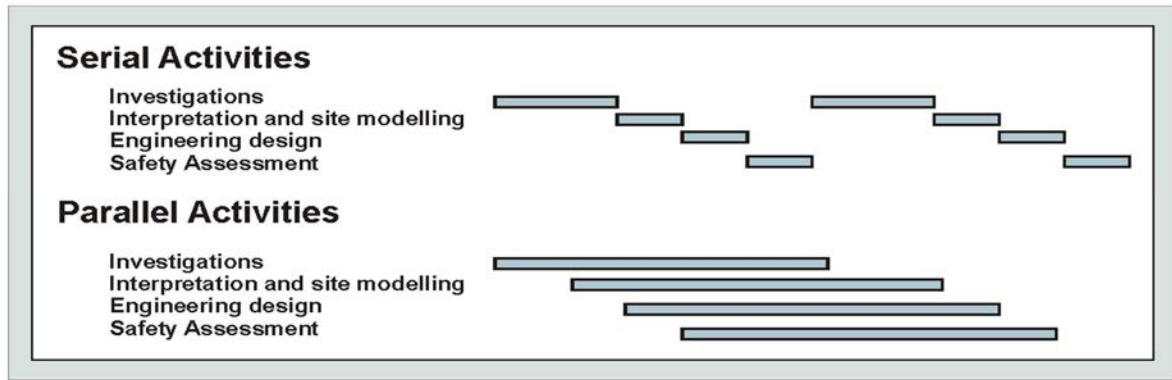 Serial Activities
Investigations
Interpretation and site modelling
Engineering design
Safety Assessment
Parallel Activities
Investigations
Interpretation and site modelling
Engineering design
Safety Assessment